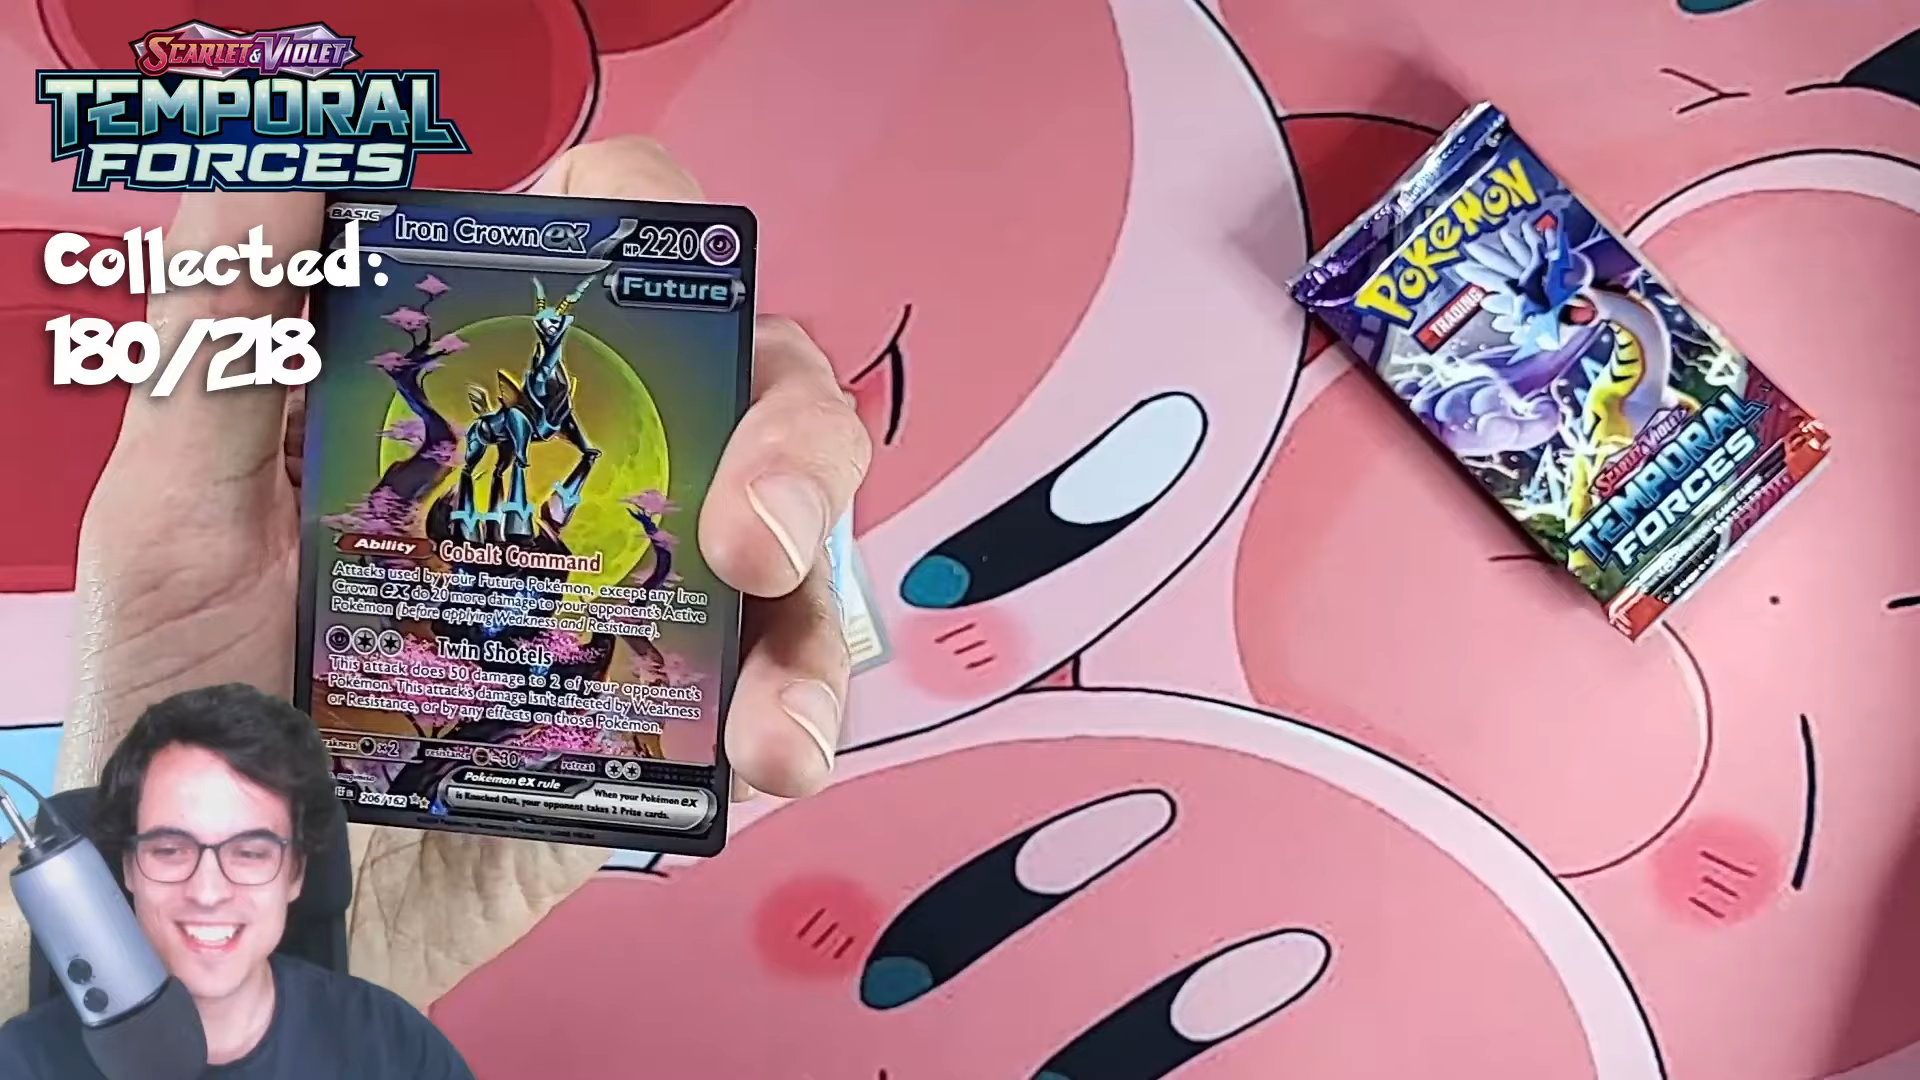 SCARLET & VIOLET
TEMPORAL
FORCES
Collected:
180/218
BASIC
Iron Crown ex
HP 220
Future
Ability
Cobalt Command
Attacks used by your Future Pokémon, except any Iron
Crown ex, do 20 more damage to your opponent's Active
Pokémon (before applying Weakness and Resistance).
Twin Shotels
This attack does 50 damage to 2 of your opponent's
Pokémon. This attack's damage isn't affected by Weakness
or Resistance, or by any effects on those Pokémon.
x2
resistance
-30
retreat
Pokémon ex rule
When your Pokémon ex
is Knocked Out, your opponent takes 2 Prize cards.
206/162
POKÉMON
TRADING
SCARLET & VIOLET
TEMPORAL
FORCES